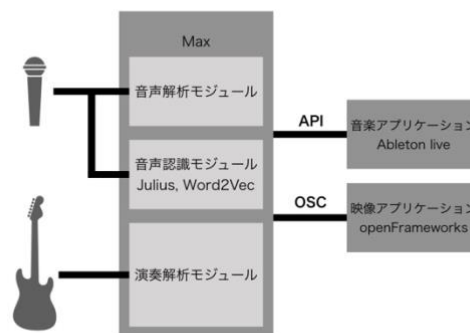 Max
音声解析モジュール
音声認識モジュール
Julius, Word2Vec
演奏解析モジュール
API
音楽アプリケーション
Ableton live
OSC
映像アプリケーション
openFrameworks